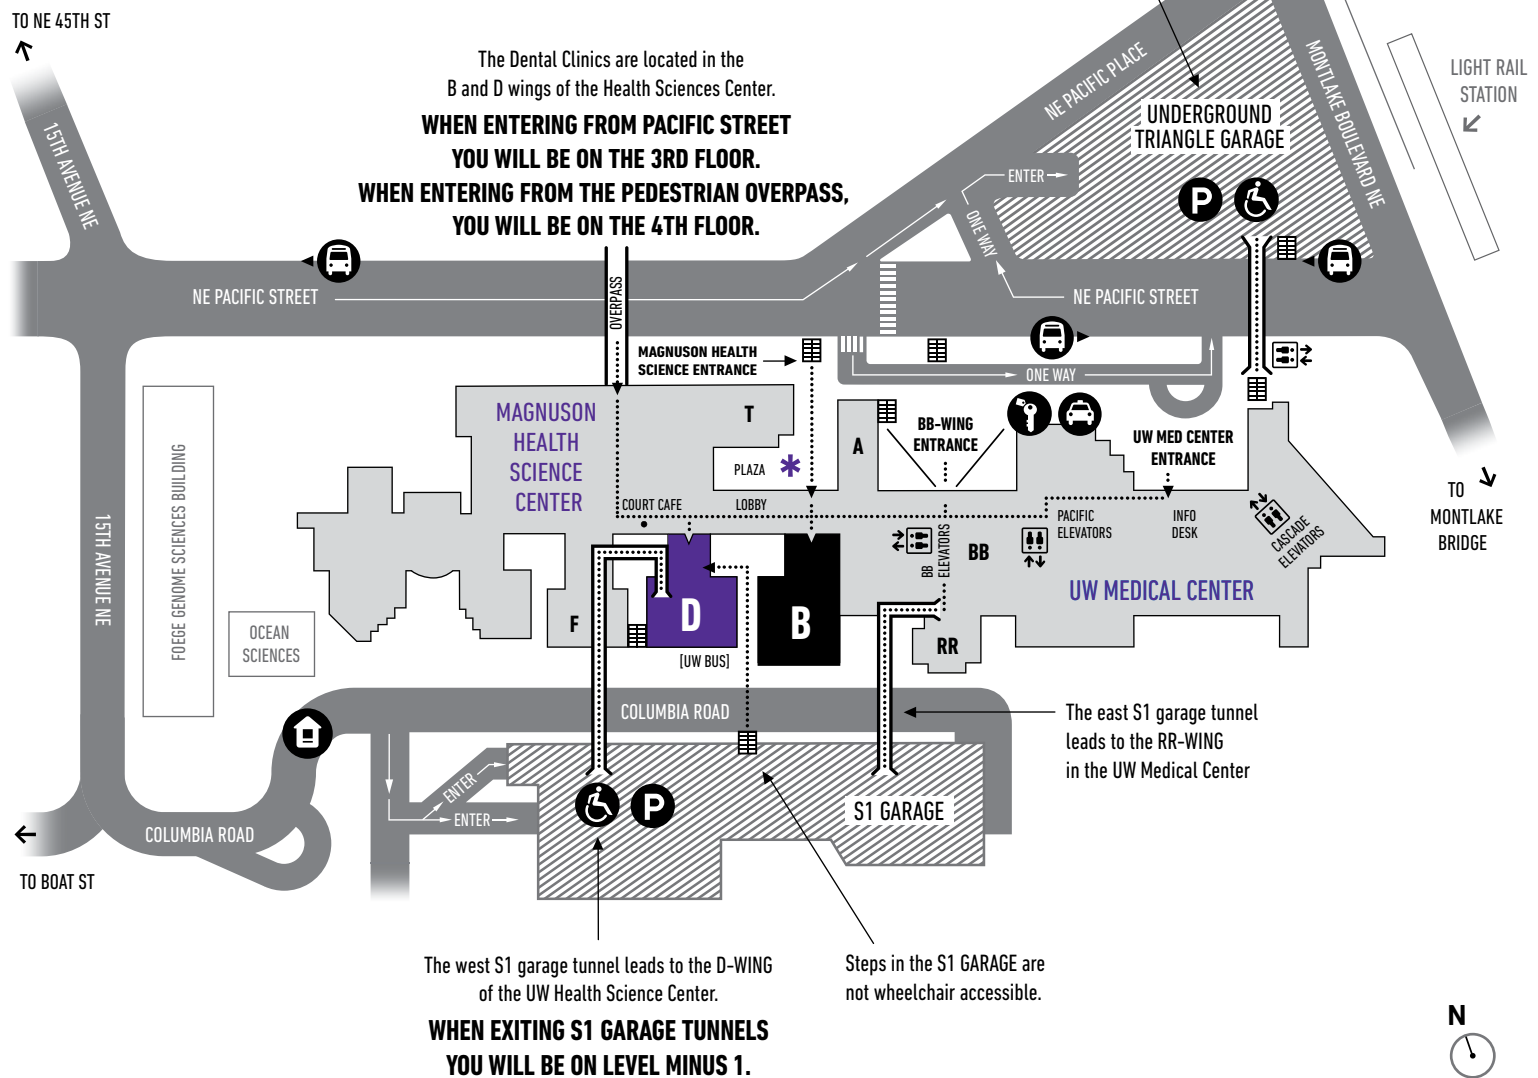 TO NE 45TH ST
The Dental Clinics are located in the
B and D wings of the Health Sciences Center.
WHEN ENTERING FROM PACIFIC STREET
YOU WILL BE ON THE 3RD FLOOR.
WHEN ENTERING FROM THE PEDESTRIAN OVERPASS,
YOU WILL BE ON THE 4TH FLOOR.
NE PACIFIC PLACE
MONTLAKE BOULEVARD NE
LIGHT RAIL
STATION
UNDERGROUND
TRIANGLE GARAGE
15TH AVENUE NE
ENTER
P
ONE WAY
NE PACIFIC STREET
OVERPASS
NE PACIFIC STREET
MAGNUSON HEALTH
SCIENCE ENTRANCE
ONE WAY
MAGNUSON
HEALTH
SCIENCE
CENTER
T
A
BB-WING
ENTRANCE
UW MED CENTER
ENTRANCE
PLAZA
*
COURT CAFE
LOBBY
PACIFIC
ELEVATORS
INFO
DESK
CASCADE
ELEVATORS
TO
MONTLAKE
BRIDGE
FOEGE GENOME SCIENCES BUILDING
15TH AVENUE NE
BB
ELEVATORS
BB
UW MEDICAL CENTER
OCEAN
SCIENCES
F
D
B
RR
[UW BUS]
COLUMBIA ROAD
The east S1 garage tunnel
leads to the RR-WING
in the UW Medical Center
ENTER
ENTER
P
S1 GARAGE
COLUMBIA ROAD
TO BOAT ST
The west S1 garage tunnel leads to the D-WING
of the UW Health Science Center.
WHEN EXITING S1 GARAGE TUNNELS
YOU WILL BE ON LEVEL MINUS 1.
Steps in the S1 GARAGE are
not wheelchair accessible.
N